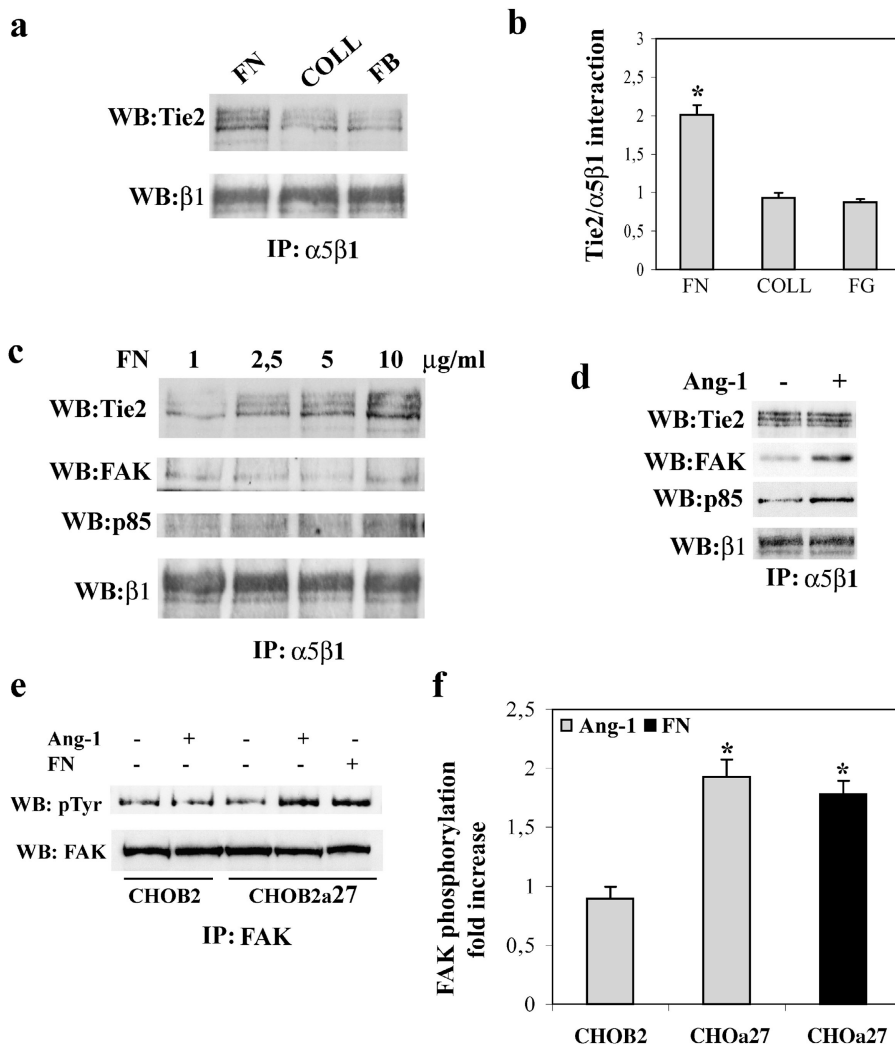 a
FN COLL FB
WB:Tie2
WB:β1
IP: α5β1
b
Tie2/α5β1 interaction
3
2,5
2
1,5
1
0,5
0
*
FN COLL FG
c
FN 1 2,5 5 10 μg/ml
WB:Tie2
WB:FAK
WB:p85
WB:β1
IP: α5β1
d
Ang-1 - +
WB:Tie2
WB:FAK
WB:p85
WB:β1
IP: α5β1
e
Ang-1 - + - +
FN - - - - +
WB: pTyr
WB: FAK
CHOB2 CHOB2a27
IP: FAK
f
FAK phosphorylation
fold increase
2,5
2
1,5
1
0,5
0
Ang-1 FN
* *
CHOB2 CHOa27 CHOa27